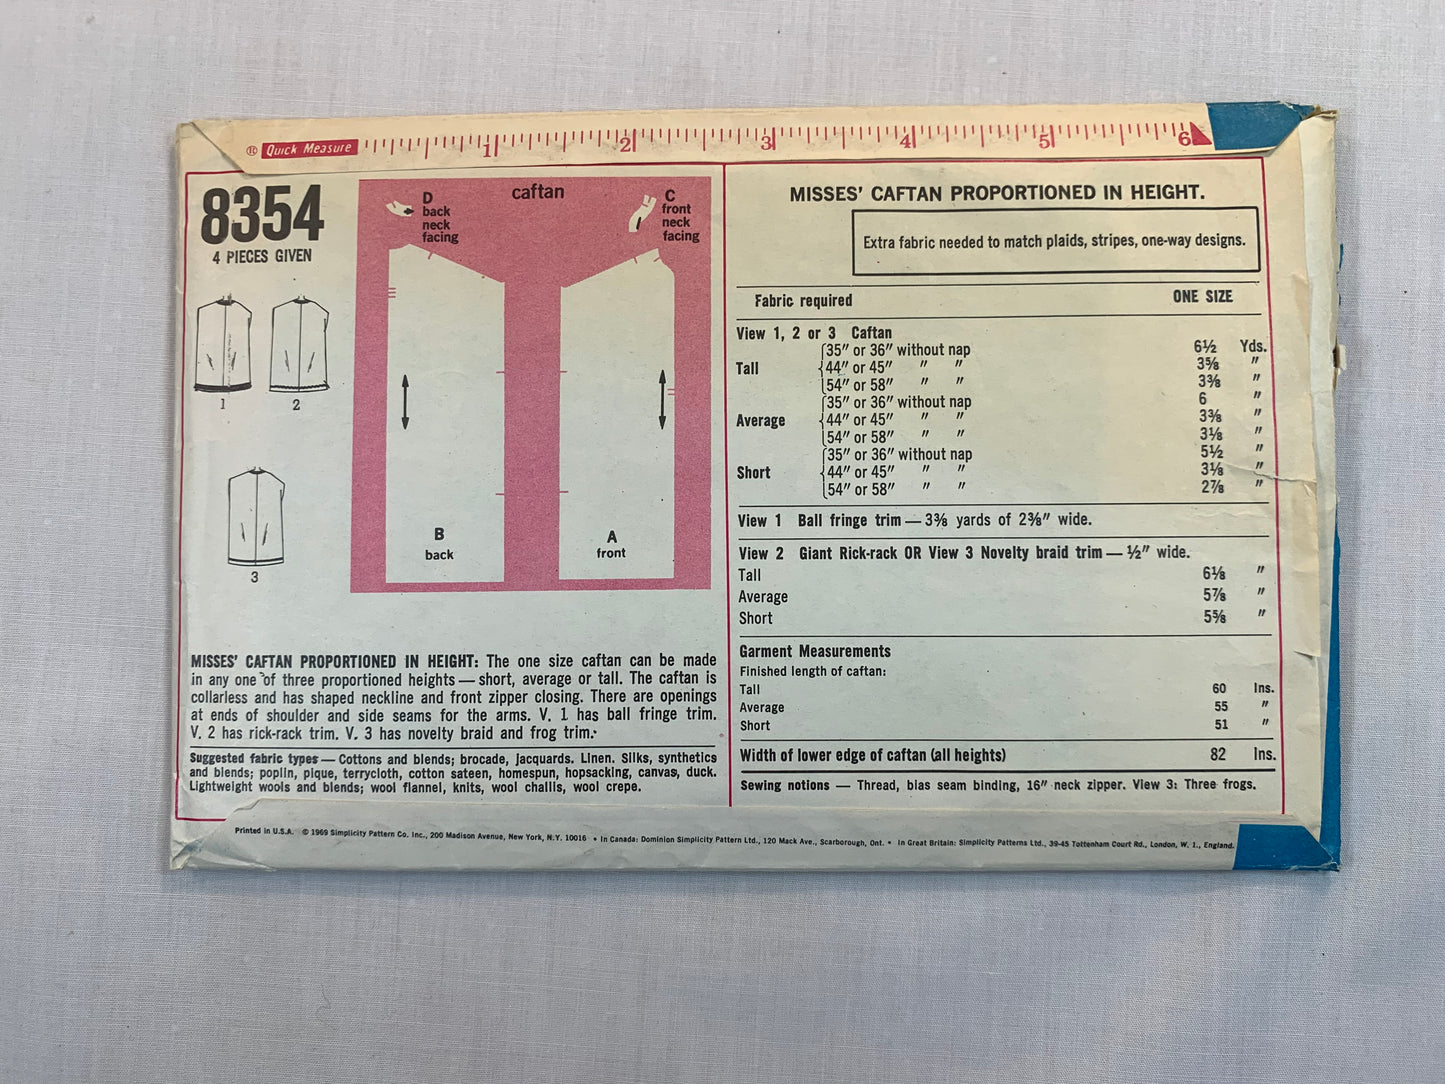 ® Quick Measure 1 2 3 4 5 6
8354
4 PIECES GIVEN
1
2
3
caftan
D
back
neck
facing
C
front
neck
facing
B
back
A
front
MISSES' CAFTAN PROPORTIONED IN HEIGHT: The one size caftan can be made
in any one of three proportioned heights — short, average or tall. The caftan is
collarless and has shaped neckline and front zipper closing. There are openings
at ends of shoulder and side seams for the arms. V. 1 has ball fringe trim.
V. 2 has rick-rack trim. V. 3 has novelty braid and frog trim.
Suggested fabric types — Cottons and blends; brocade, jacquards. Linen. Silks, synthetics
and blends; poplin, pique, terrycloth, cotton sateen, homespun, hopsacking, canvas, duck.
Lightweight wools and blends; wool flannel, knits, wool challis, wool crepe.
MISSES' CAFTAN PROPORTIONED IN HEIGHT.
Extra fabric needed to match plaids, stripes, one-way designs.
Fabric required ONE SIZE
View 1, 2 or 3 Caftan
35" or 36" without nap 6½ Yds.
Tall 44" or 45" " " 3⅝ "
54" or 58" " " 3⅜ "
35" or 36" without nap 6 "
Average 44" or 45" " " 3⅜ "
54" or 58" " " 3⅛ "
35" or 36" without nap 5½ "
Short 44" or 45" " " 3⅛ "
54" or 58" " " 2⅞ "
View 1 Ball fringe trim — 3⅜ yards of 2⅜" wide.
View 2 Giant Rick-rack OR View 3 Novelty braid trim — ½" wide.
Tall 6⅛ "
Average 5⅞ "
Short 5⅝ "
Garment Measurements
Finished length of caftan:
Tall 60 Ins.
Average 55 "
Short 51 "
Width of lower edge of caftan (all heights) 82 Ins.
Sewing notions — Thread, bias seam binding, 16" neck zipper. View 3: Three frogs.
Printed in U.S.A. © 1969 Simplicity Pattern Co. Inc., 200 Madison Avenue, New York, N.Y. 10016 • In Canada: Dominion Simplicity Pattern Ltd., 120 Mack Ave., Scarborough, Ont. • In Great Britain: Simplicity Patterns Ltd., 39-45 Tottenham Court Rd., London, W. 1., England.